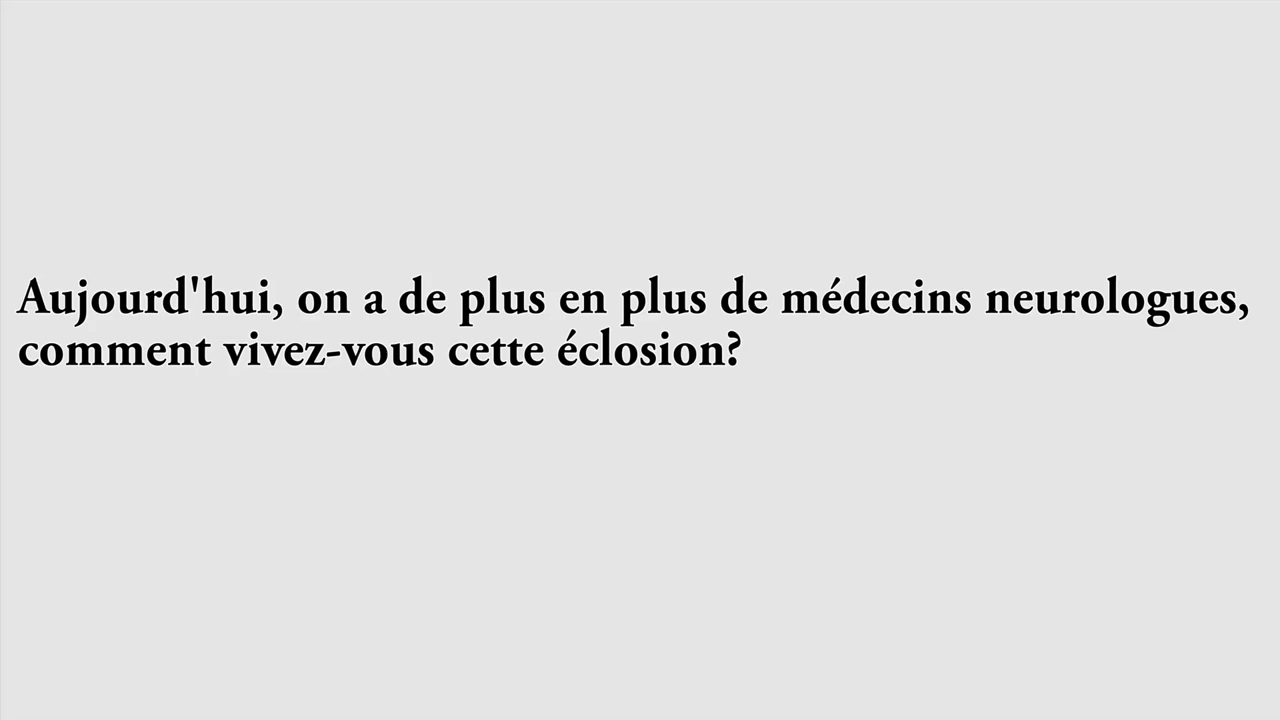 Aujourd'hui, on a de plus en plus de médecins neurologues,
comment vivez-vous cette éclosion?